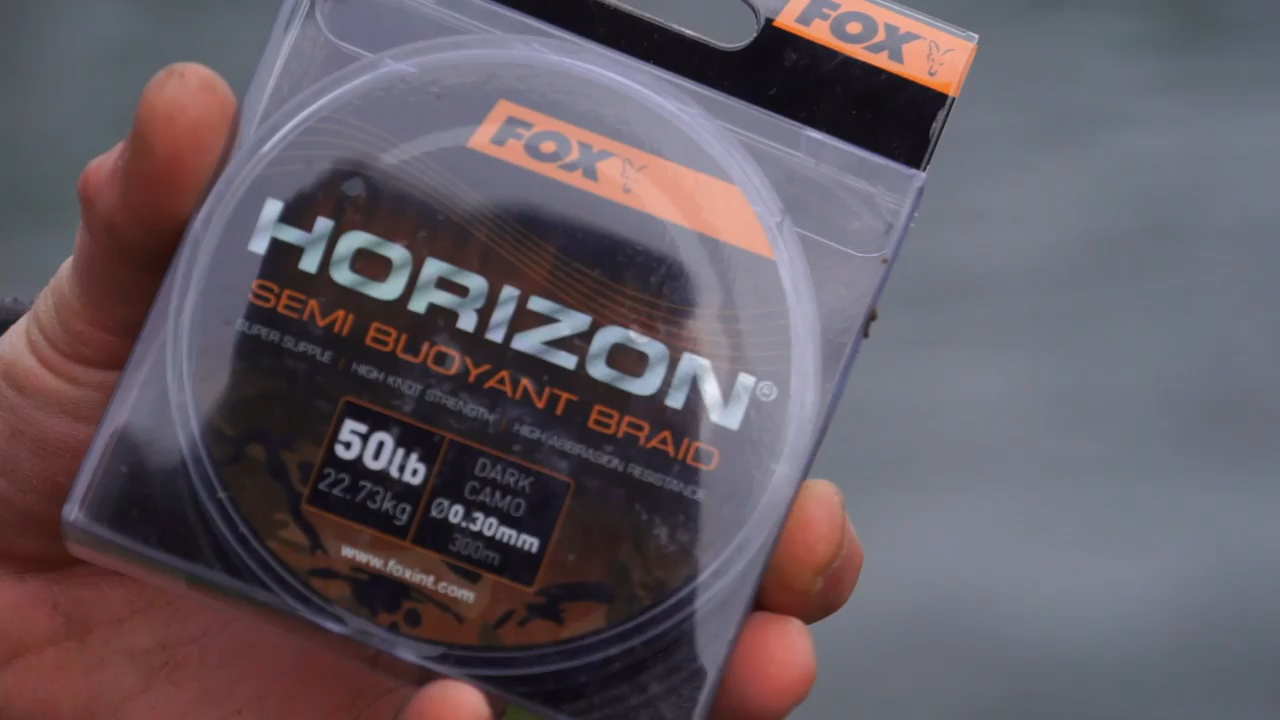 FOX
FOX
HORIZON®
SEMI BUOYANT BRAID
SUPER SUPPLE | HIGH KNOT STRENGTH | HIGH ABBRASION RESISTANCE
50lb
22.73kg
DARK
CAMO
Ø0.30mm
300m
www.foxint.com